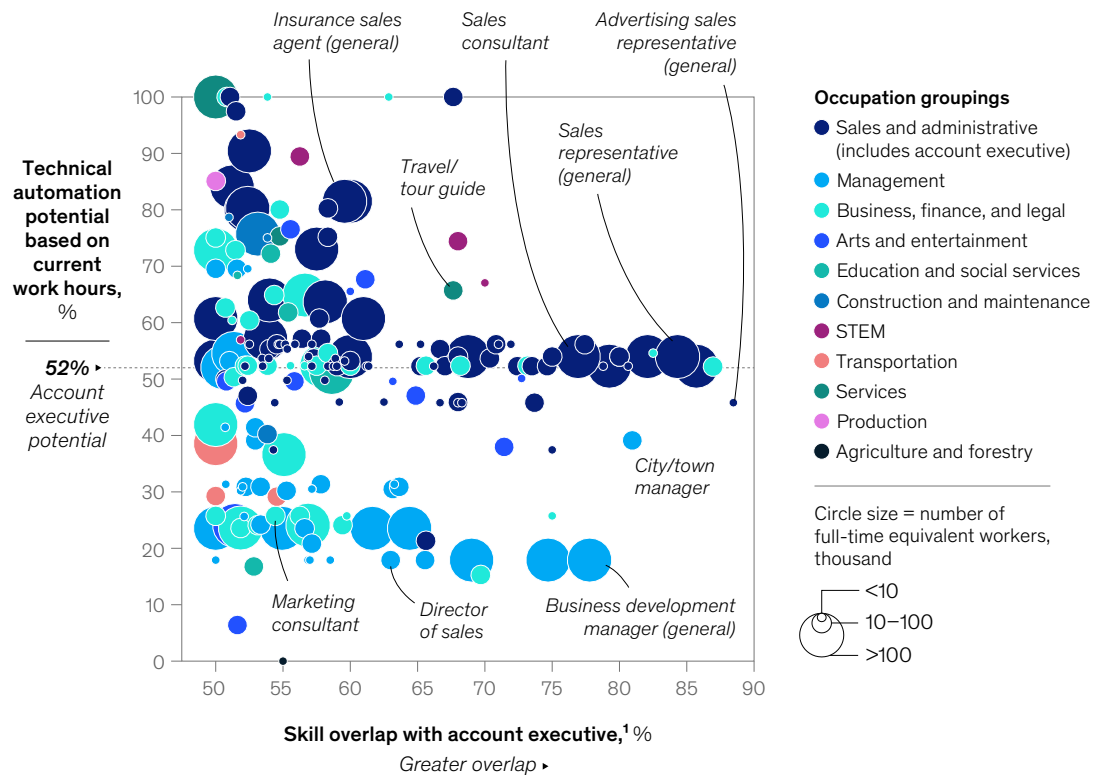 Insurance sales
agent (general)
Sales
consultant
Advertising sales
representative
(general)
Sales
representative
(general)
Travel/
tour guide
Technical
automation
potential
based on
current
work hours,
%
52% ▸
Account
executive
potential
100
90
80
70
60
50
40
30
20
10
0
City/town
manager
Marketing
consultant
Director
of sales
Business development
manager (general)
50 55 60 65 70 75 80 85 90
Skill overlap with account executive,¹ %
Greater overlap ▸
Occupation groupings
Sales and administrative
(includes account executive)
Management
Business, finance, and legal
Arts and entertainment
Education and social services
Construction and maintenance
STEM
Transportation
Services
Production
Agriculture and forestry
Circle size = number of
full-time equivalent workers,
thousand
<10
10–100
>100